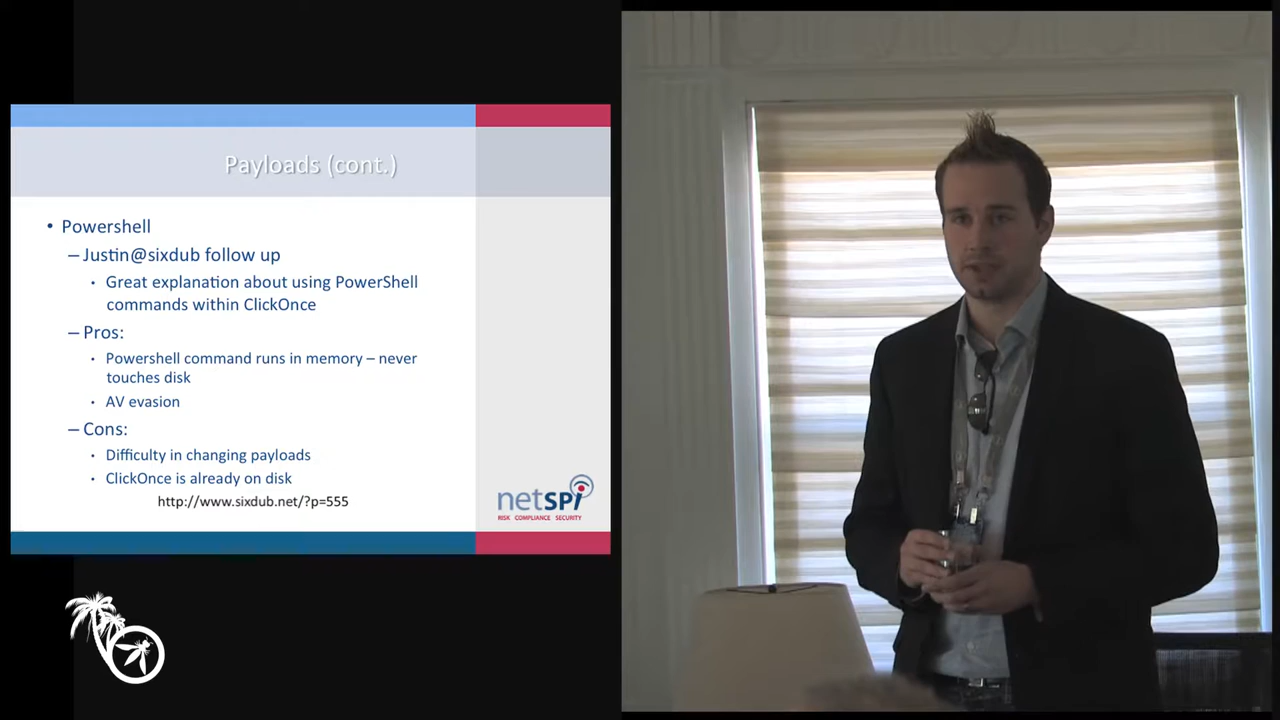 Payloads (cont.)
• Powershell
– Justin@sixdub follow up
• Great explanation about using PowerShell
commands within ClickOnce
– Pros:
• Powershell command runs in memory – never
touches disk
• AV evasion
– Cons:
• Difficulty in changing payloads
• ClickOnce is already on disk
http://www.sixdub.net/?p=555
netSPI
RISK COMPLIANCE SECURITY